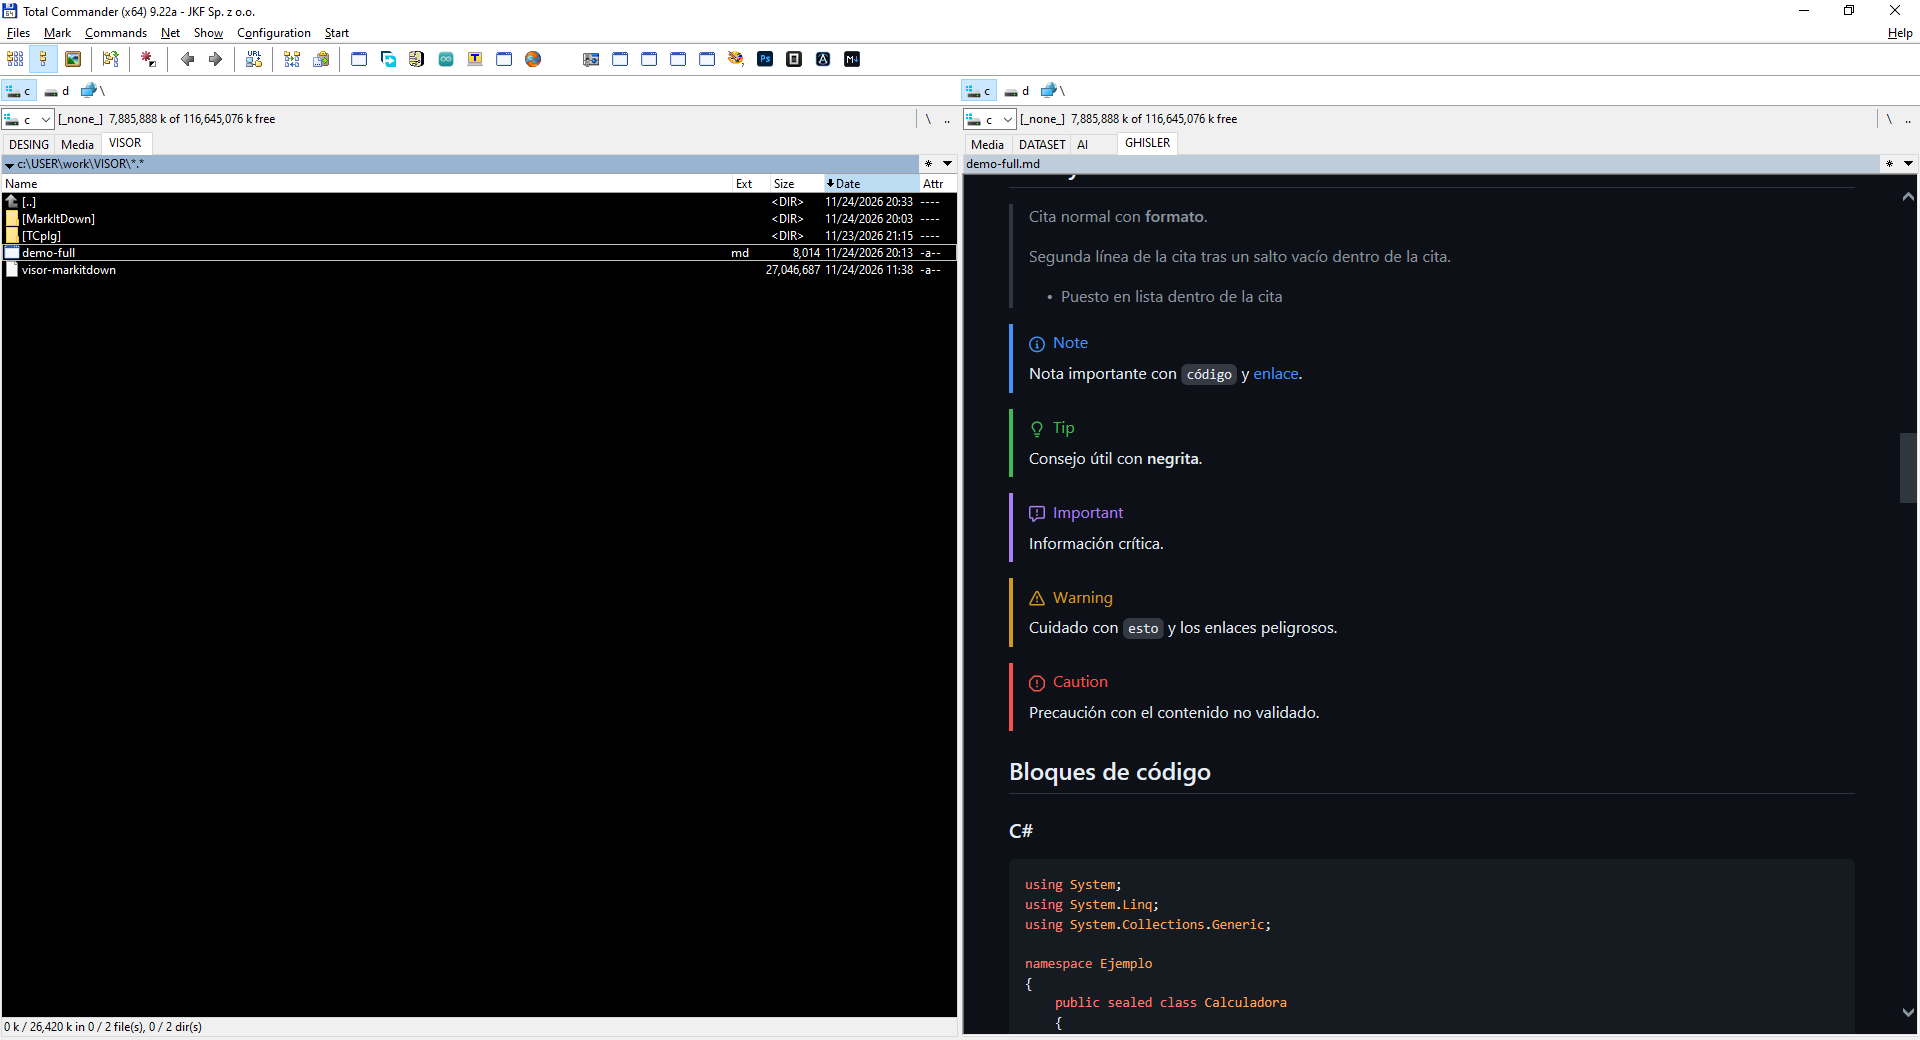 Total Commander (x64) 9.22a - JKF Sp. z o.o.
Files Mark Commands Net Show Configuration Start Help
URL T Ps A M↓
c d \
c d \
c [_none_] 7,885,888 k of 116,645,076 k free \ ..
c [_none_] 7,885,888 k of 116,645,076 k free \ ..
DESING Media VISOR
Media DATASET AI GHISLER
c:\USER\work\VISOR\*.* *
demo-full.md *
Name Ext Size Date Attr
[..] <DIR> 11/24/2026 20:33 ----
[MarkItDown] <DIR> 11/24/2026 20:03 ----
[TCplg] <DIR> 11/23/2026 21:15 ----
demo-full md 8,014 11/24/2026 20:13 -a--
visor-markitdown 27,046,687 11/24/2026 11:38 -a--
0 k / 26,420 k in 0 / 2 file(s), 0 / 2 dir(s)
Cita normal con formato.
Segunda línea de la cita tras un salto vacío dentro de la cita.
• Puesto en lista dentro de la cita
Note
Nota importante con código y enlace.
Tip
Consejo útil con negrita.
Important
Información crítica.
Warning
Cuidado con esto y los enlaces peligrosos.
Caution
Precaución con el contenido no validado.
Bloques de código
C#
using System;
using System.Linq;
using System.Collections.Generic;
namespace Ejemplo
{
public sealed class Calculadora
{